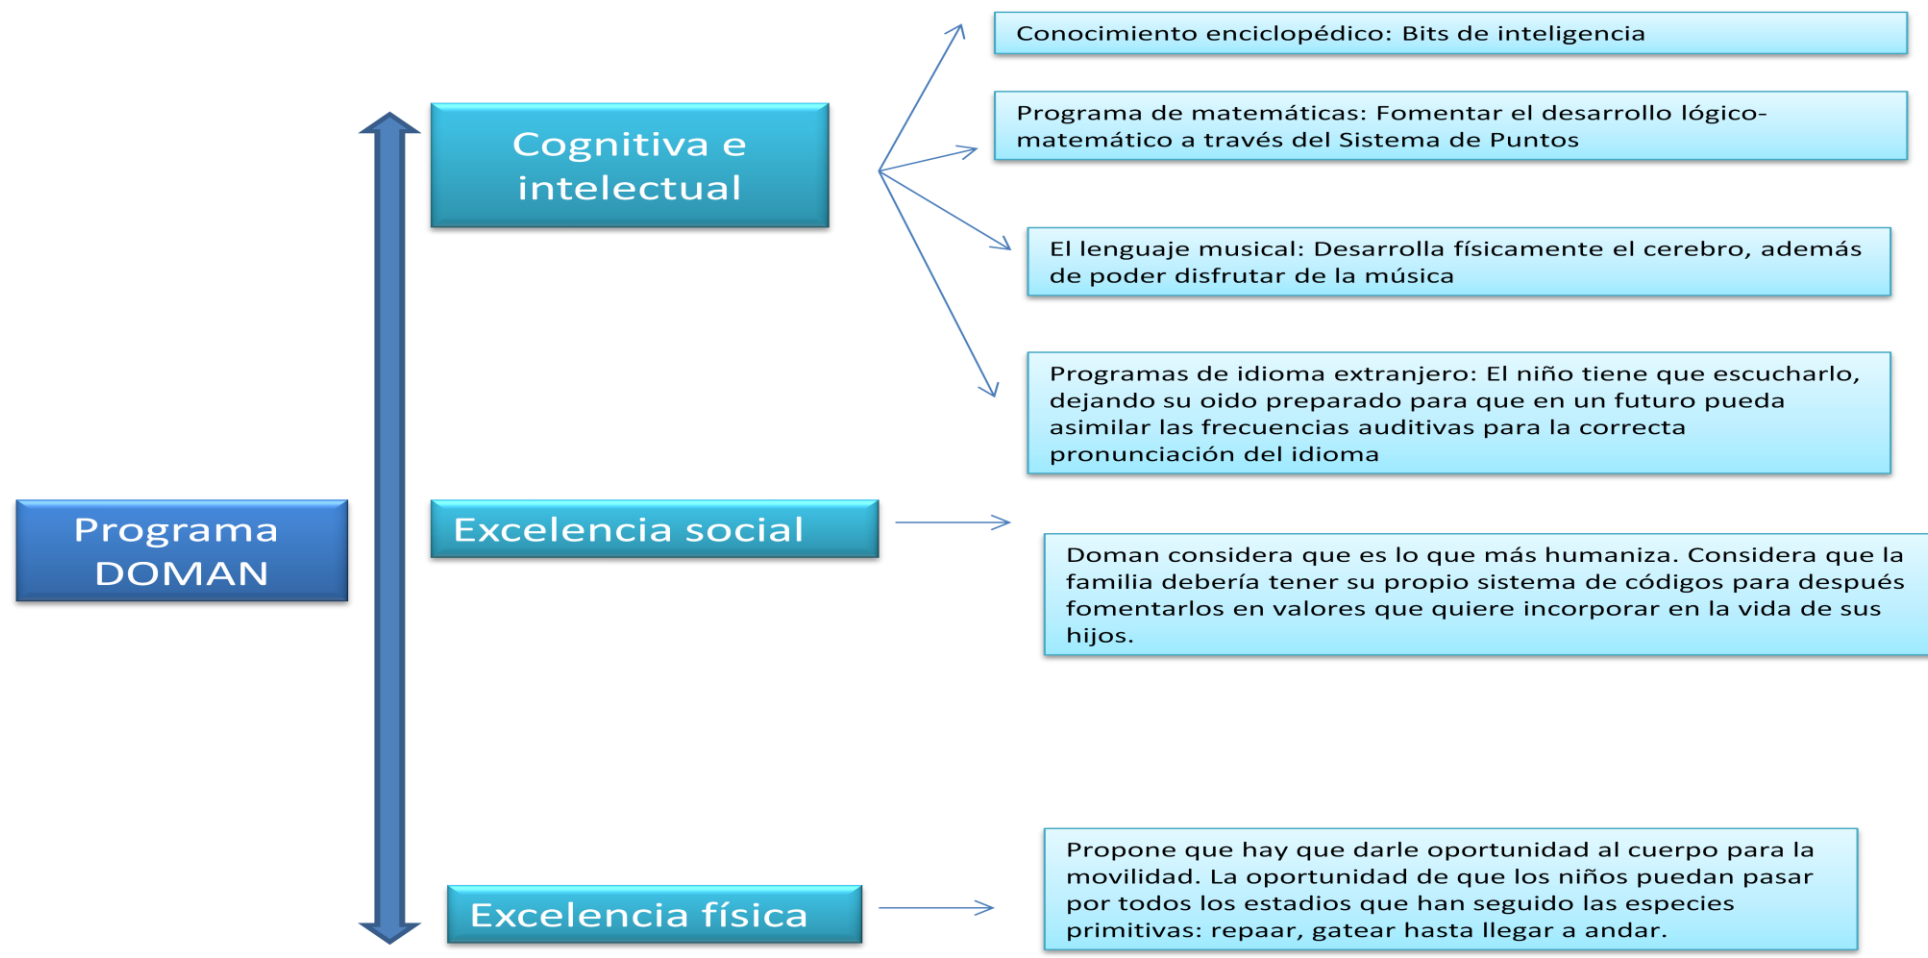 Conocimiento enciclopédico: Bits de inteligencia
Cognitiva e
intelectual
Programa de matemáticas: Fomentar el desarrollo lógico-
matemático a través del Sistema de Puntos
El lenguaje musical: Desarrolla físicamente el cerebro, además
de poder disfrutar de la música
Programas de idioma extranjero: El niño tiene que escucharlo,
dejando su oido preparado para que en un futuro pueda
asimilar las frecuencias auditivas para la correcta
pronunciación del idioma
Programa
DOMAN
Excelencia social
Doman considera que es lo que más humaniza. Considera que la
familia debería tener su propio sistema de códigos para después
fomentarlos en valores que quiere incorporar en la vida de sus
hijos.
Excelencia física
Propone que hay que darle oportunidad al cuerpo para la
movilidad. La oportunidad de que los niños puedan pasar
por todos los estadios que han seguido las especies
primitivas: repaar, gatear hasta llegar a andar.